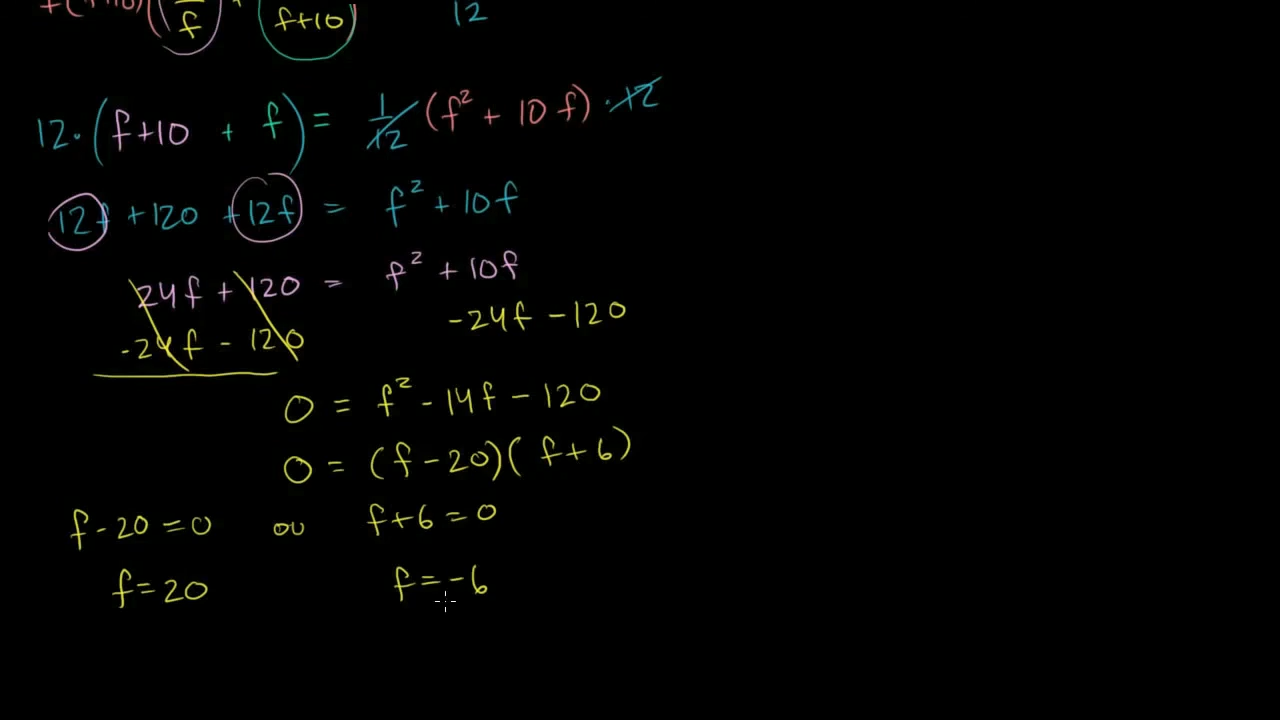 f f+10 12
12·(f+10 + f) = 1/12 (f² + 10f)·12
12f +120 +12f = f² +10f
24f + 120 = f² +10f
-24f - 120 -24f -120
0 = f² - 14f - 120
0 = (f - 20)(f + 6)
f - 20 = 0 ou f+6 = 0
f = 20 f = -6